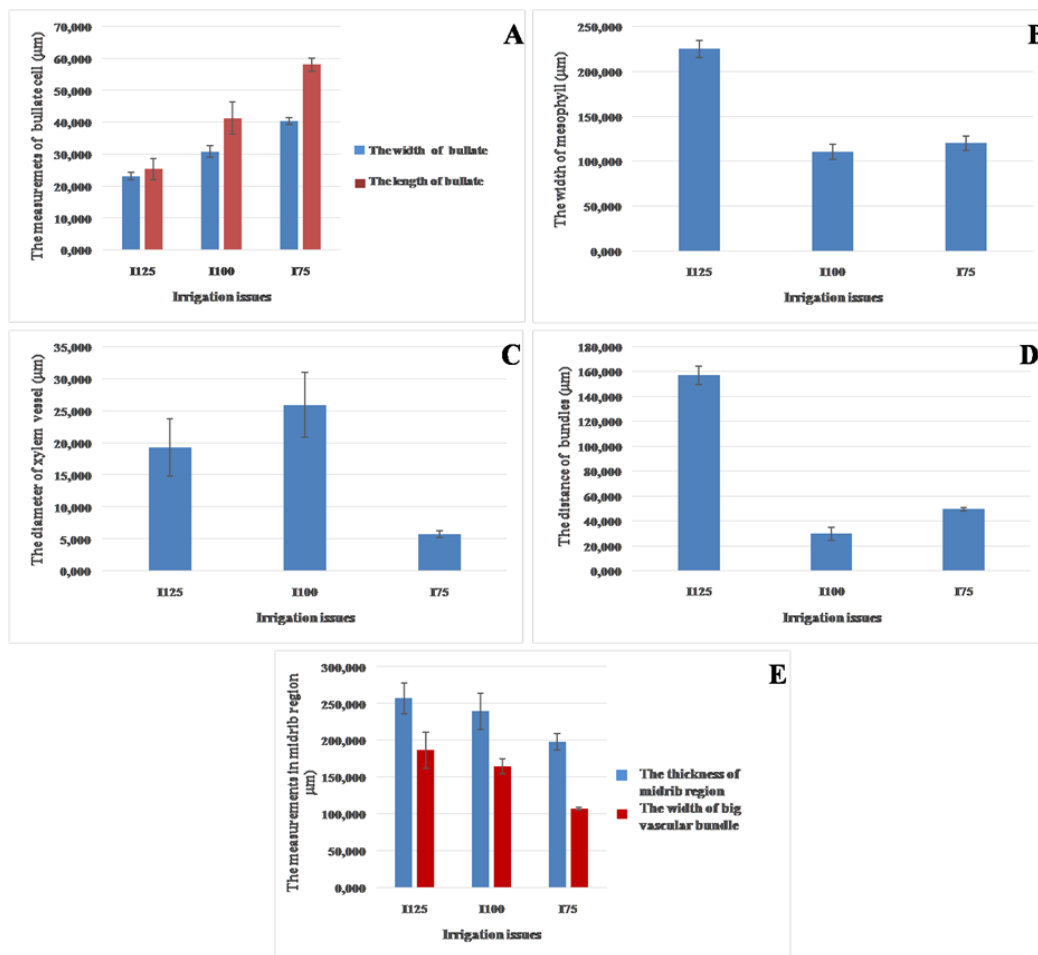 A
The measuremets of bullate cell (µm)
70,000
60,000
50,000
40,000
30,000
20,000
10,000
0,000
I125 I100 I75
Irrigation issues
The width of bullate
The length of bullate
B
The width of mesophyll (µm)
250,000
200,000
150,000
100,000
50,000
0,000
I125 I100 I75
Irrigation issues
C
The diameter of xylem vessel (µm)
35,000
30,000
25,000
20,000
15,000
10,000
5,000
0,000
I125 I100 I75
Irrigation issues
D
The distance of bundles (µm)
180,000
160,000
140,000
120,000
100,000
80,000
60,000
40,000
20,000
0,000
I125 I100 I75
Irrigation issues
E
The measurements in midrib region
µm)
300,000
250,000
200,000
150,000
100,000
50,000
0,000
I125 I100 I75
Irrigation issues
The thickness of
midrib region
The width of big
vascular bundle